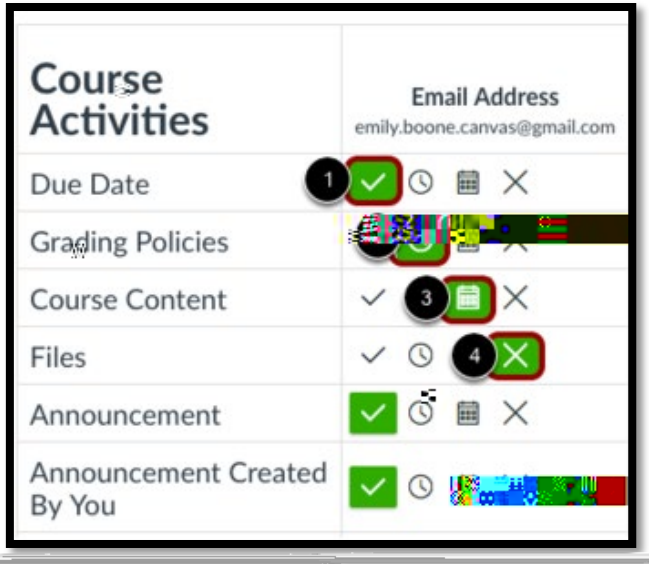 Course
Activities
Email Address
emily.boone.canvas@gmail.com
Due Date
1
Grading Policies
Course Content
3
Files
4
Announcement
Announcement Created
By You